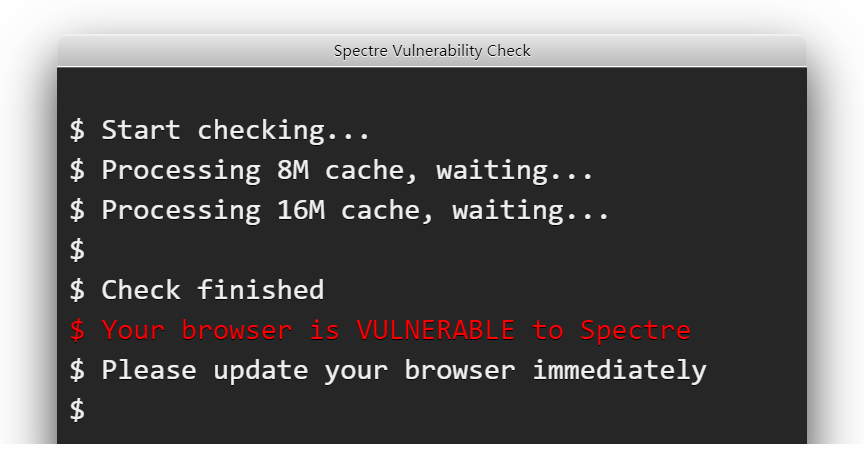 Spectre Vulnerability Check
$ Start checking...
$ Processing 8M cache, waiting...
$ Processing 16M cache, waiting...
$
$ Check finished
$ Your browser is VULNERABLE to Spectre
$ Please update your browser immediately
$